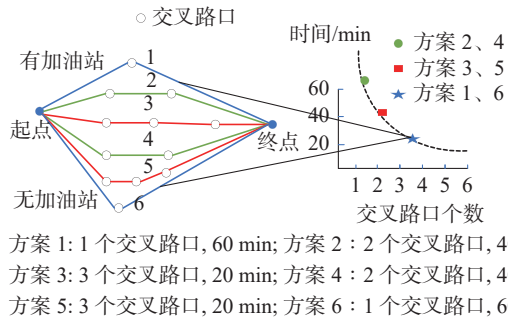 ○ 交叉路口
有加油站
1
2
3
起点
4
终点
5
无加油站
6
时间/min
方案 2、4
方案 3、5
方案 1、6
60
40
20
1 2 3 4 5 6
交叉路口个数
方案 1: 1 个交叉路口, 60 min; 方案 2：2 个交叉路口, 4
方案 3: 3 个交叉路口, 20 min; 方案 4：2 个交叉路口, 4
方案 5: 3 个交叉路口, 20 min; 方案 6：1 个交叉路口, 6